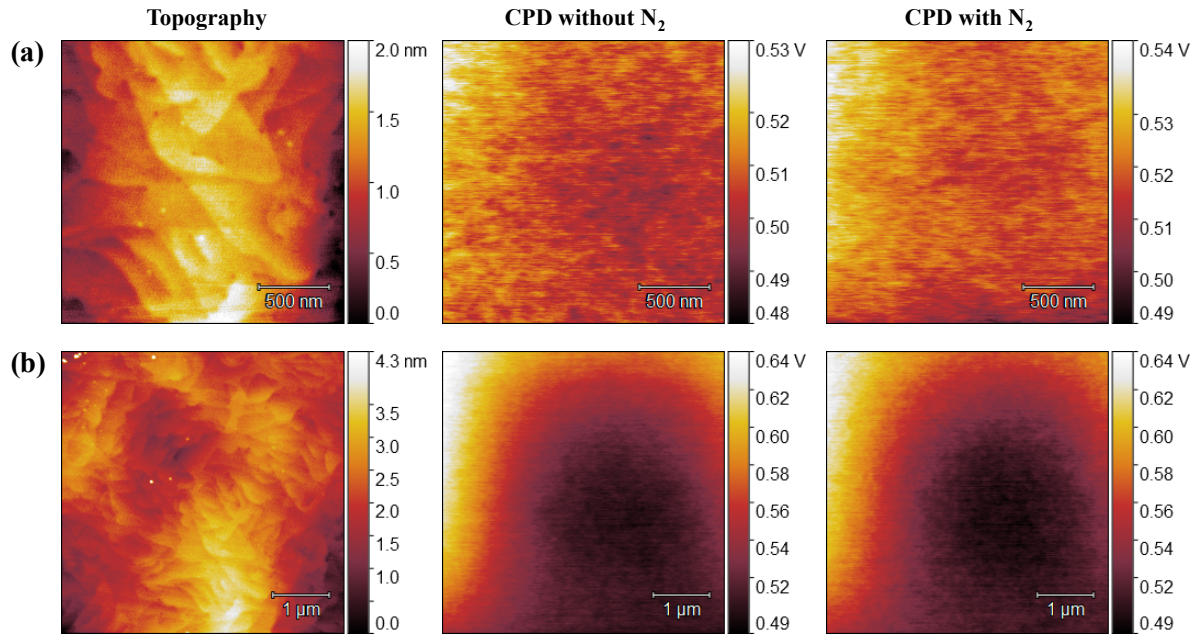 Topography
CPD without N₂
CPD with N₂
(a)
2.0 nm
1.5
1.0
0.5
0.0
500 nm
0.53 V
0.52
0.51
0.50
0.49
0.48
500 nm
0.54 V
0.53
0.52
0.51
0.50
0.49
500 nm
(b)
4.3 nm
3.5
3.0
2.5
2.0
1.5
1.0
0.0
1 µm
0.64 V
0.62
0.60
0.58
0.56
0.54
0.52
0.49
1 µm
0.64 V
0.62
0.60
0.58
0.56
0.54
0.52
0.49
1 µm